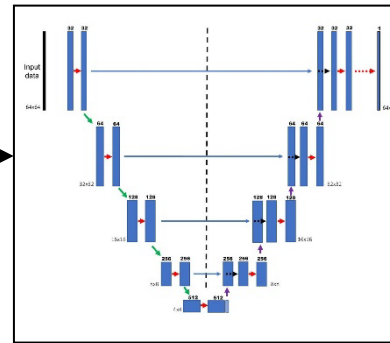 32 32
32 32 32 1
Input
data
64x64
64 64
64 64 64
32x32
32x32
128 128
128 128 128
16x16
16x16
256 256
256 256 256
8x8
8x8
512 512
4x4